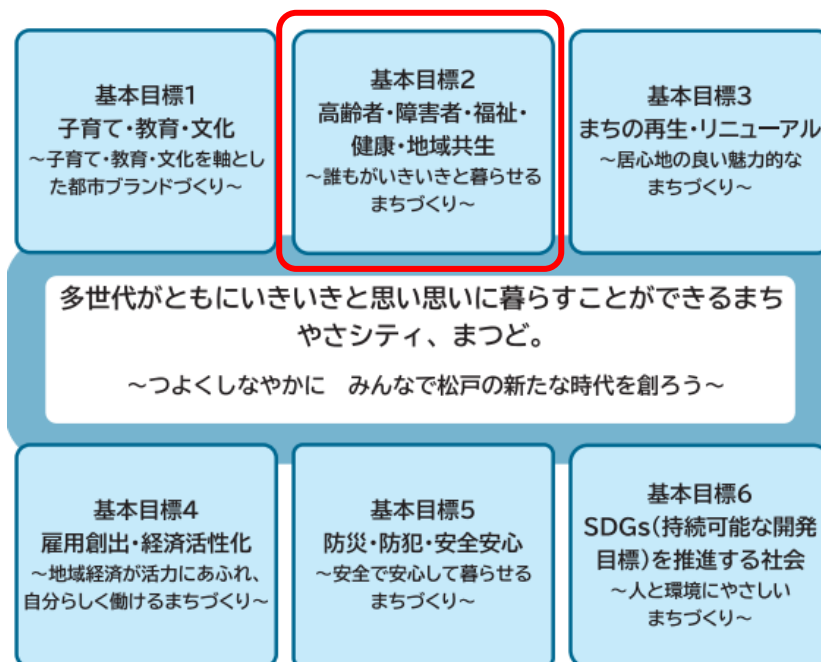 基本目標1
子育て・教育・文化
～子育て・教育・文化を軸とし
た都市ブランドづくり～
基本目標2
高齢者・障害者・福祉・
健康・地域共生
～誰もがいきいきと暮らせる
まちづくり～
基本目標3
まちの再生・リニューアル
～居心地の良い魅力的な
まちづくり～
多世代がともにいきいきと思い思いに暮らすことができるまち
やさシティ、まつど。
～つよくしなやかに　みんなで松戸の新たな時代を創ろう～
基本目標4
雇用創出・経済活性化
～地域経済が活力にあふれ、
自分らしく働けるまちづくり～
基本目標5
防災・防犯・安全安心
～安全で安心して暮らせる
まちづくり～
基本目標6
SDGs(持続可能な開発
目標)を推進する社会
～人と環境にやさしい
まちづくり～